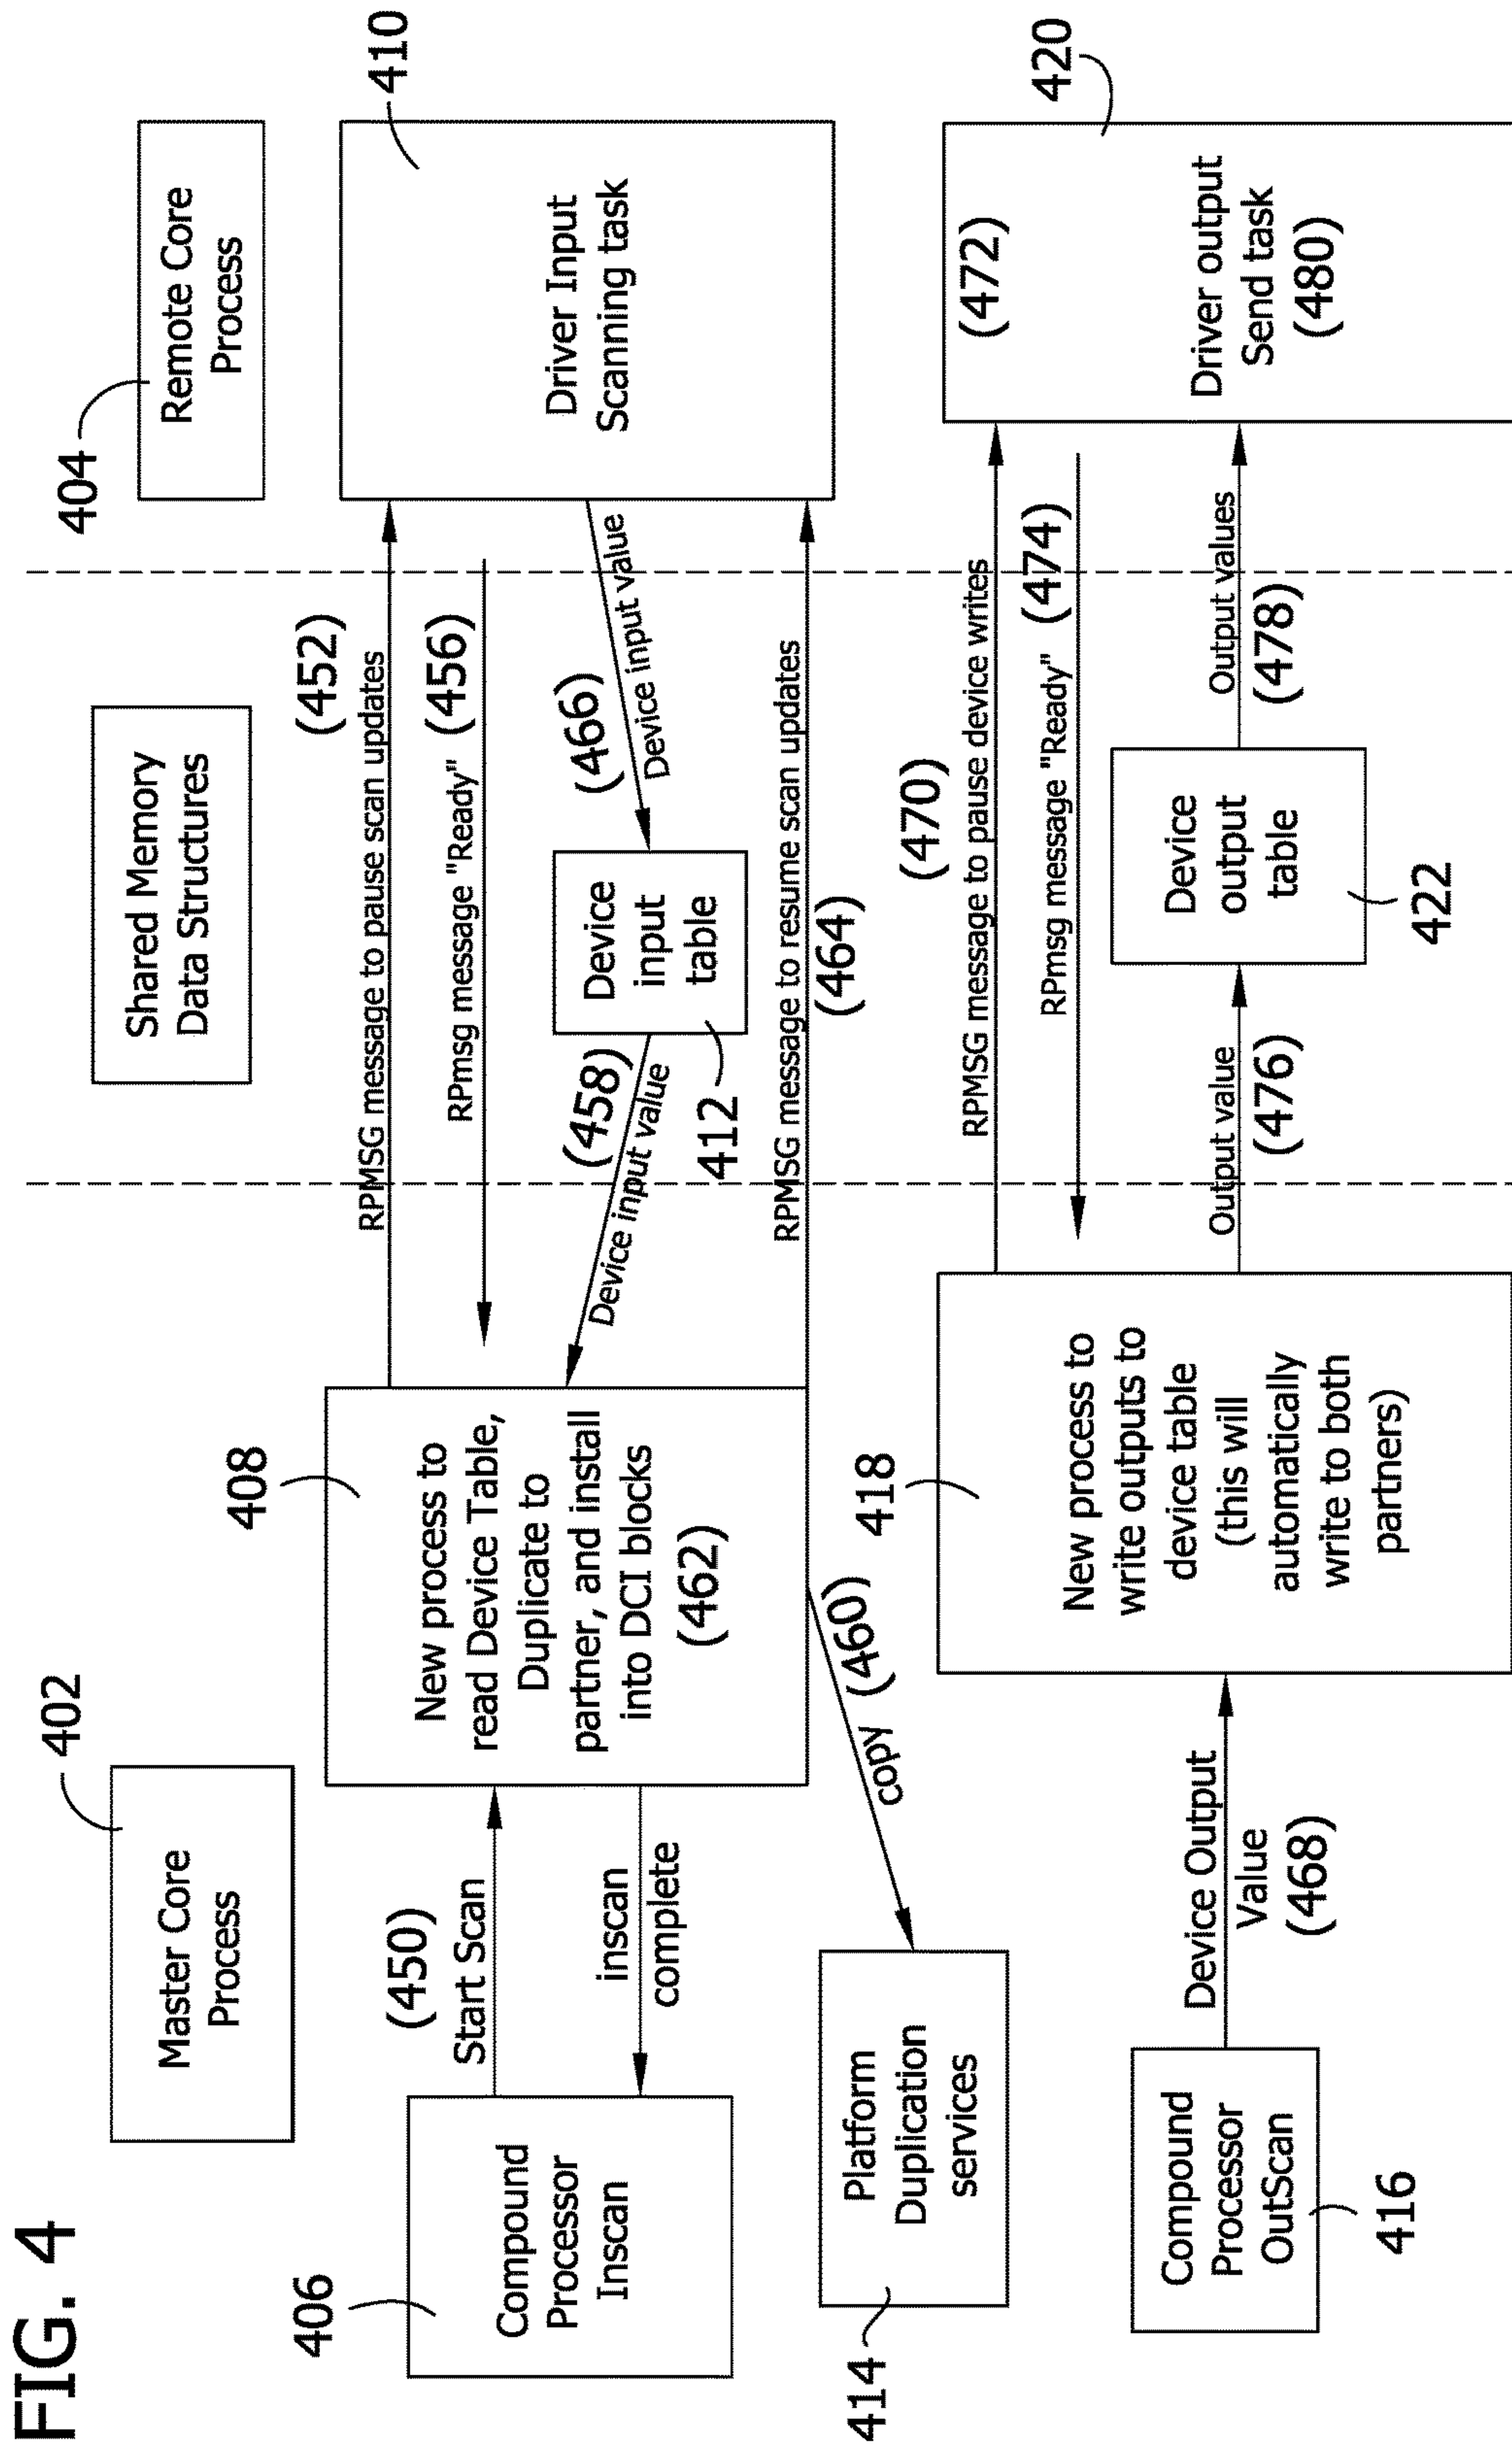 FIG. 4
402
Master Core
Process
Shared Memory
Data Structures
404
Remote Core
Process
406
Compound
Processor
Inscan
(450)
Start Scan
inscan
complete
408
New process to
read Device Table,
Duplicate to
partner, and install
into DCI blocks
(462)
(452)
RPMSG message to pause scan updates
RPmsg message "Ready" (456)
(458)
Device input value
Device
input
table
412
(466)
Device input value
RPMSG message to resume scan updates
(464)
410
Driver Input
Scanning task
copy (460)
414
Platform
Duplication
services
416
Compound
Processor
OutScan
Device Output
Value
(468)
418
New process to
write outputs to
device table
(this will
automatically
write to both
partners)
(470)
RPMSG message to pause device writes
RPmsg message "Ready" (474)
Output value
(476)
Device
output
table
422
Output values
(478)
420
(472)
Driver output
Send task
(480)